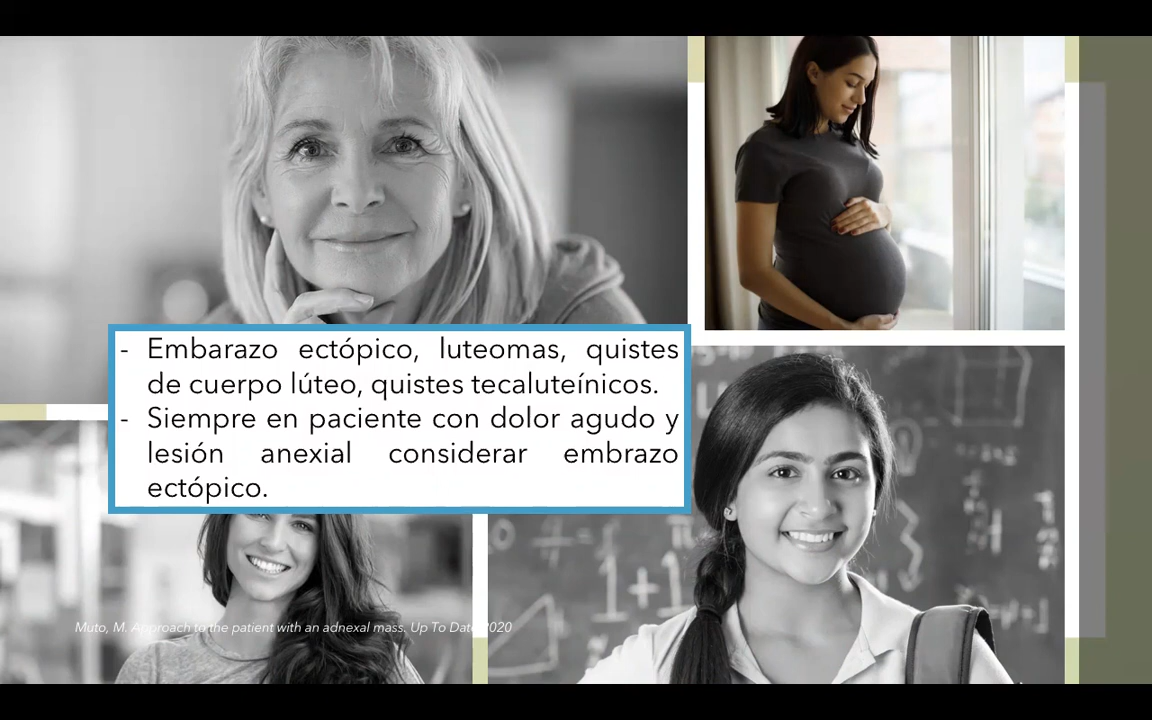 - Embarazo ectópico, luteomas, quistes
de cuerpo lúteo, quistes tecaluteínicos.
- Siempre en paciente con dolor agudo y
lesión anexial considerar embrazo
ectópico.
Muto, M. Approach to the patient with an adnexal mass. Up To Date 2020